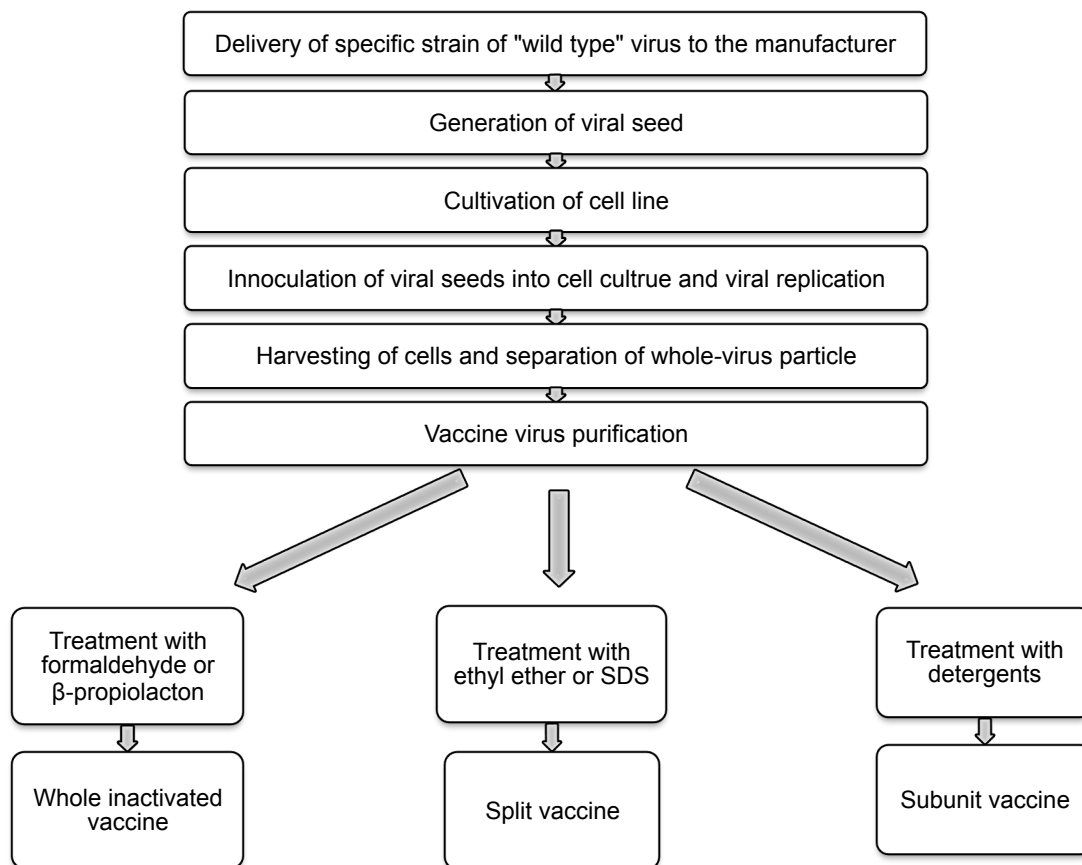 Delivery of specific strain of "wild type" virus to the manufacturer
Generation of viral seed
Cultivation of cell line
Innoculation of viral seeds into cell cultrue and viral replication
Harvesting of cells and separation of whole-virus particle
Vaccine virus purification
Treatment with
formaldehyde or
β-propiolacton
Treatment with
ethyl ether or SDS
Treatment with
detergents
Whole inactivated
vaccine
Split vaccine
Subunit vaccine